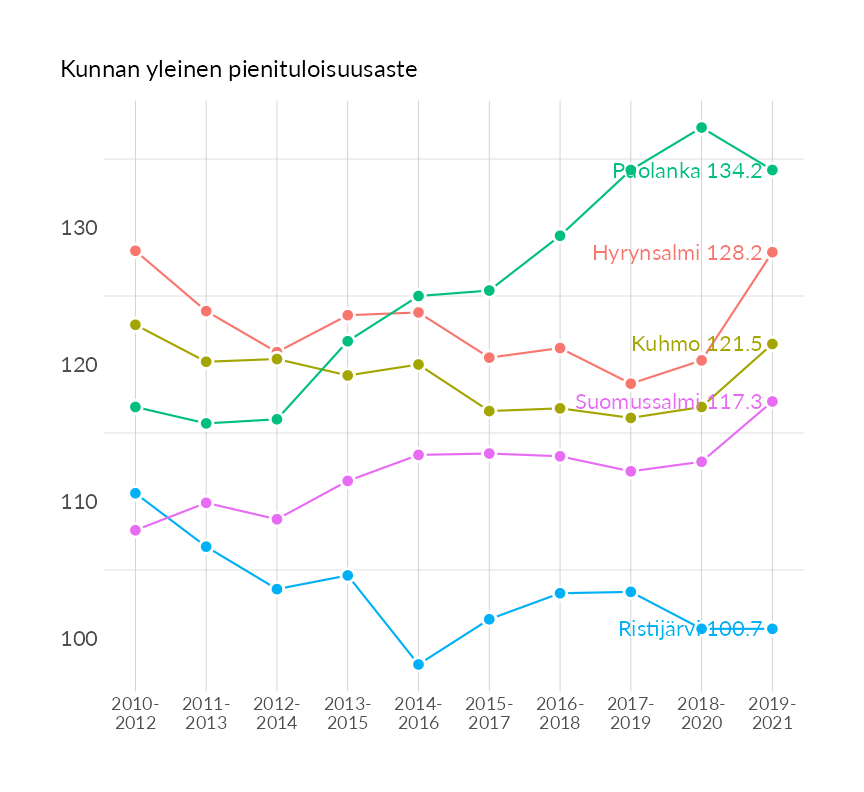 Kunnan yleinen pienituloisuusaste
Puolanka 134.2
130
Hyrynsalmi 128.2
Kuhmo 121.5
120
Suomussalmi 117.3
110
Ristijärvi 100.7
100
2010- 2011- 2012- 2013- 2014- 2015- 2016- 2017- 2018- 2019-
2012 2013 2014 2015 2016 2017 2018 2019 2020 2021